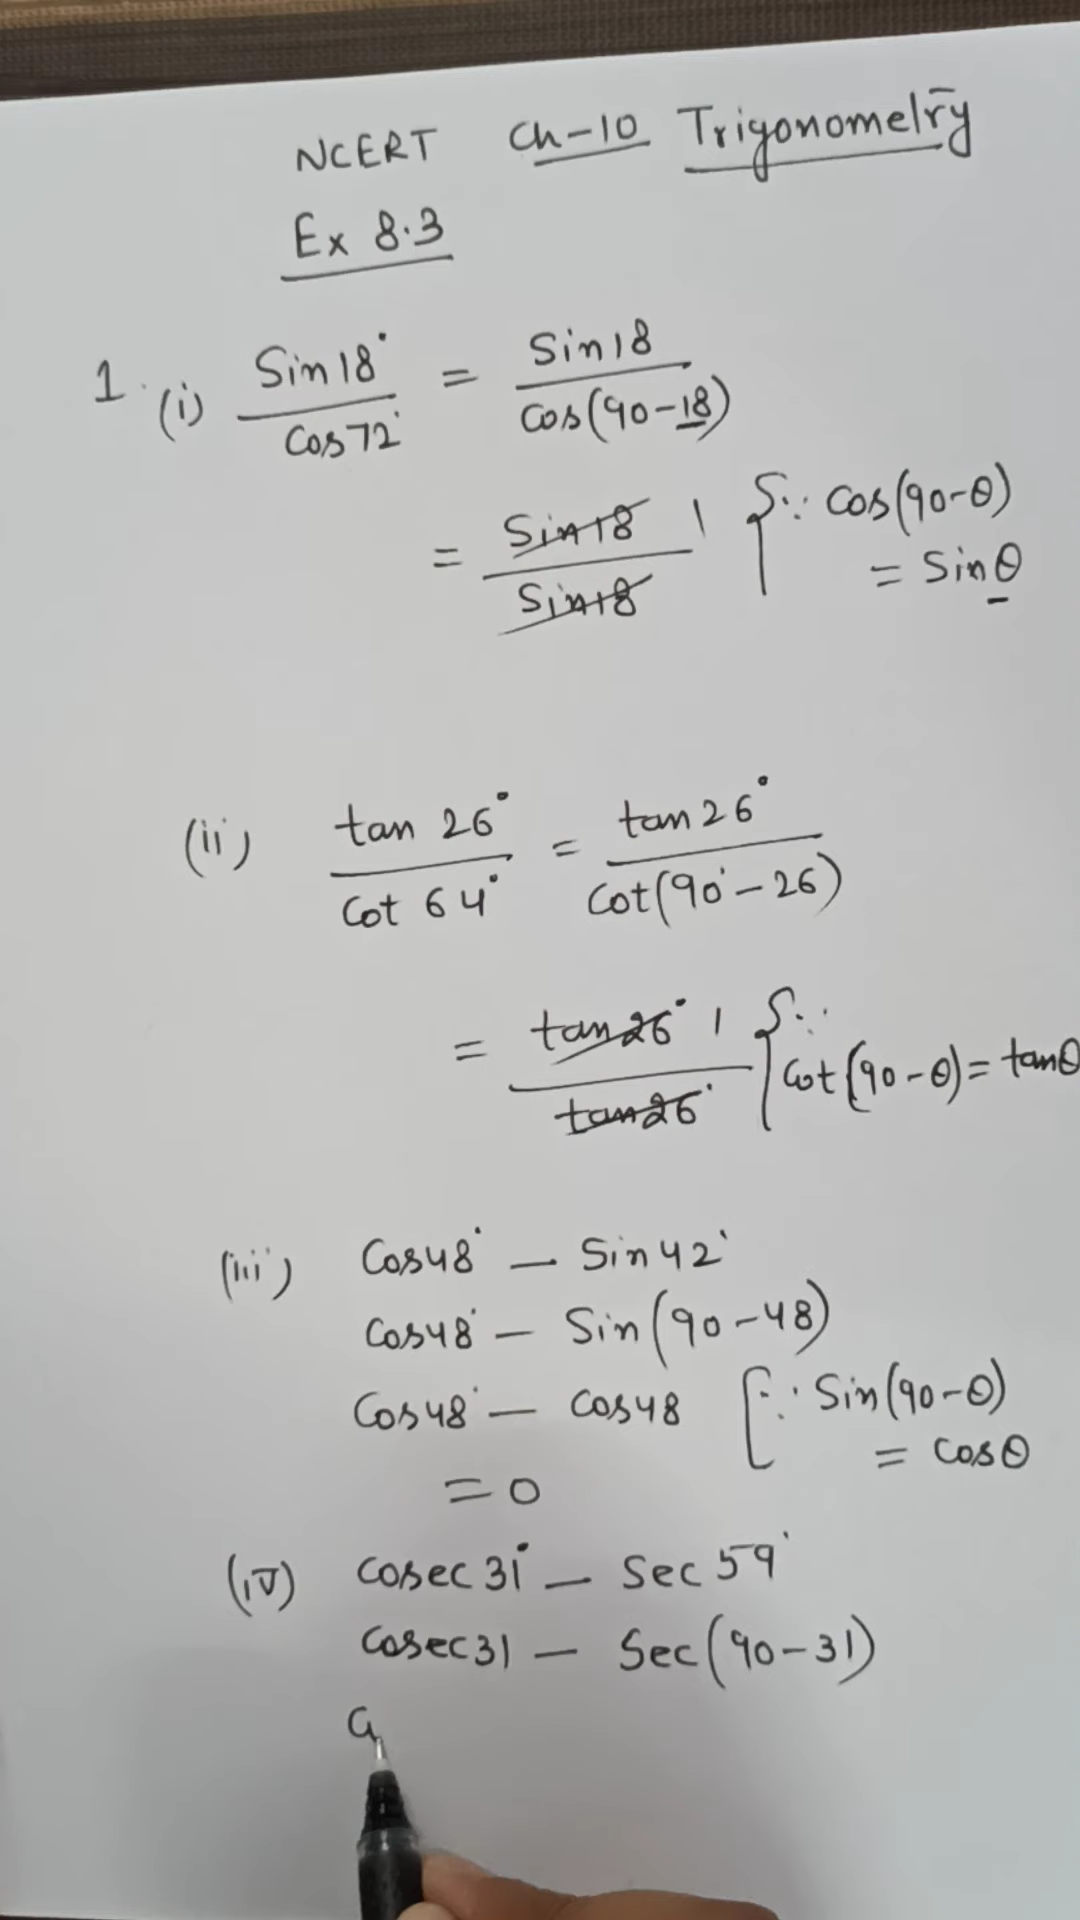 NCERT Ch-10 Trigonometry
Ex 8.3
1. (i) Sin18° / Cos72° = Sin18 / Cos(90-18)
= Sin18 / Sin18 1 {∵ Cos(90-θ)
= Sinθ
(ii) tan 26° / Cot 64° = tan26° / Cot(90°-26)
= tan26° / tan26° 1 {∵
Cot(90-θ)= tanθ
(iii) Cos48° - Sin42°
Cos48° - Sin(90-48)
Cos48° - Cos48 [∵ Sin(90-θ)
= Cosθ
= 0
(iv) Cosec31° - Sec59°
Cosec31 - Sec(90-31)